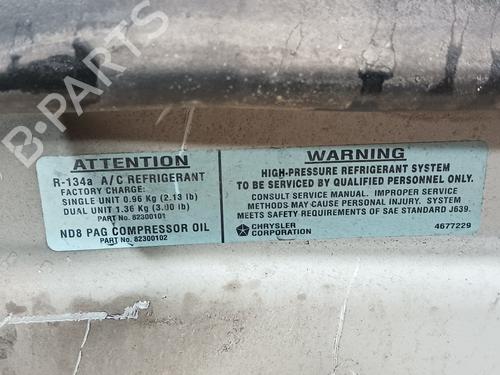 B-PARTS
ATTENTION
R-134a A/C REFRIGERANT
FACTORY CHARGE:
SINGLE UNIT 0.96 Kg (2.13 lb)
DUAL UNIT 1.36 Kg (3.00 lb)
PART No. 82300101
ND8 PAG COMPRESSOR OIL
PART No. 82300102
WARNING
HIGH-PRESSURE REFRIGERANT SYSTEM
TO BE SERVICED BY QUALIFIED PERSONNEL ONLY.
CONSULT SERVICE MANUAL. IMPROPER SERVICE
METHODS MAY CAUSE PERSONAL INJURY. SYSTEM
MEETS SAFETY REQUIREMENTS OF SAE STANDARD J639.
CHRYSLER
CORPORATION
4677229